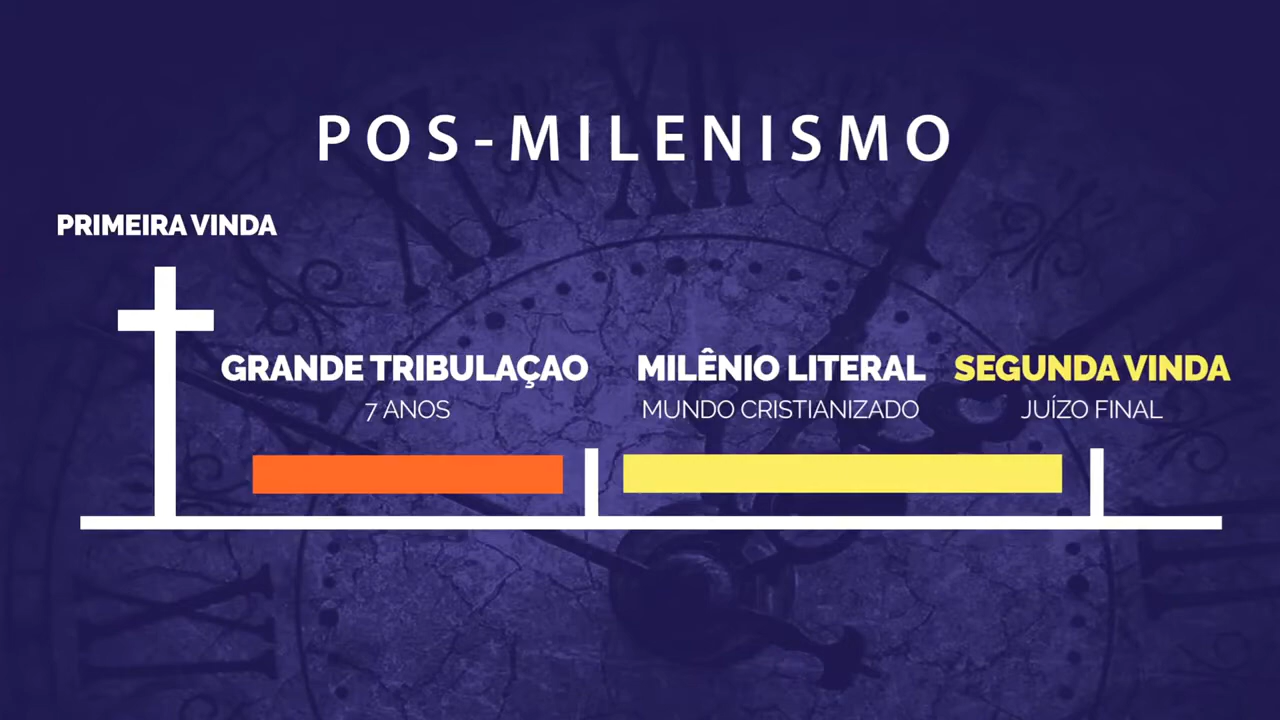 POS-MILENISMO
PRIMEIRA VINDA
GRANDE TRIBULAÇAO
7 ANOS
MILÊNIO LITERAL
MUNDO CRISTIANIZADO
SEGUNDA VINDA
JUÍZO FINAL